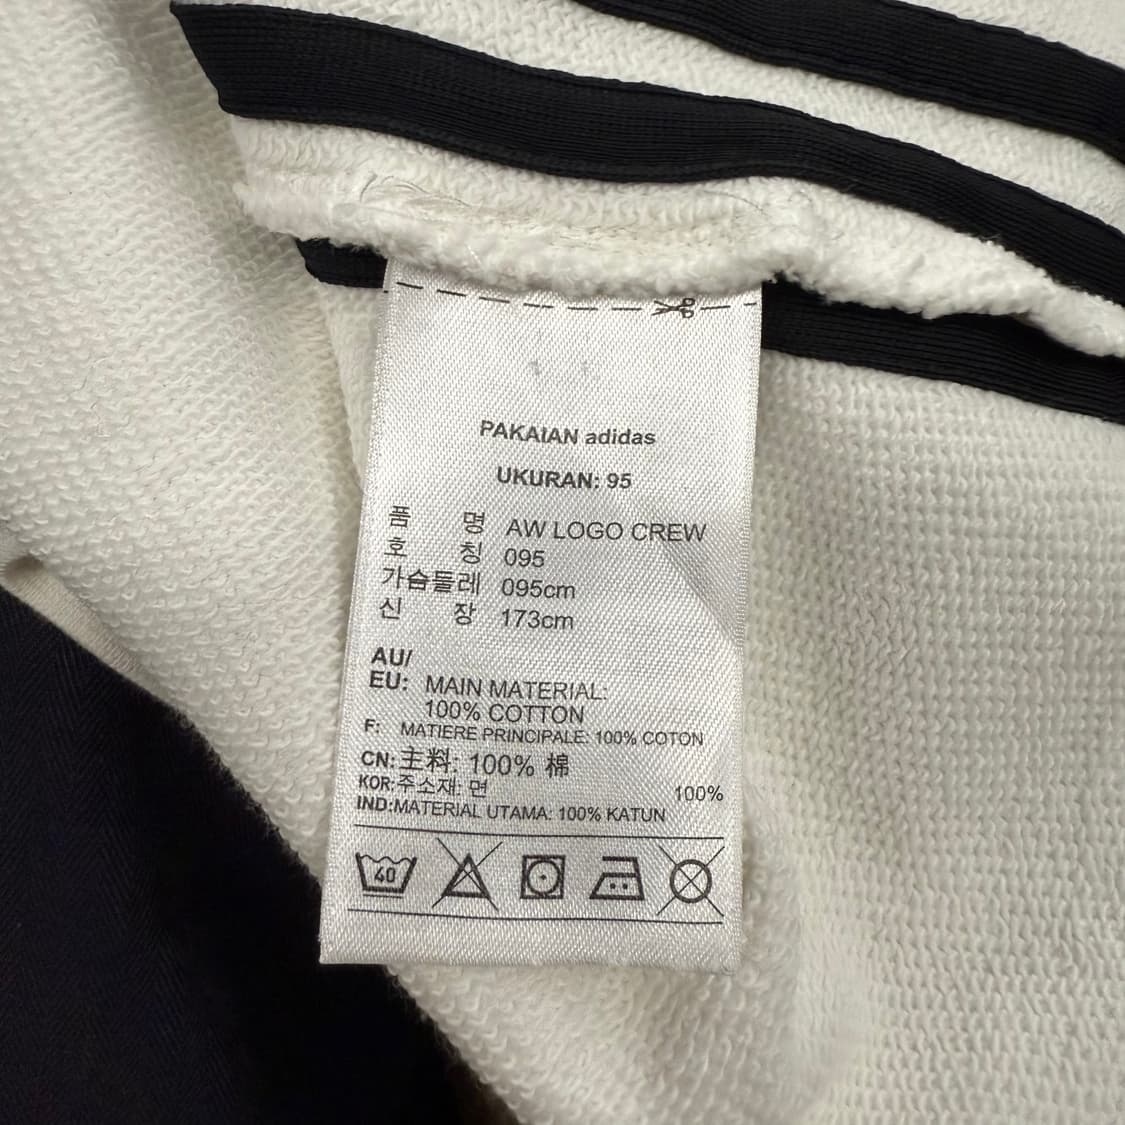 PAKAIAN adidas
UKURAN: 95
품 명 AW LOGO CREW
호 칭 095
가슴둘레 095cm
신 장 173cm
AU/
EU: MAIN MATERIAL:
100% COTTON
F: MATIERE PRINCIPALE: 100% COTON
CN:主料: 100% 棉
KOR:주소재: 면 100%
IND:MATERIAL UTAMA: 100% KATUN
40